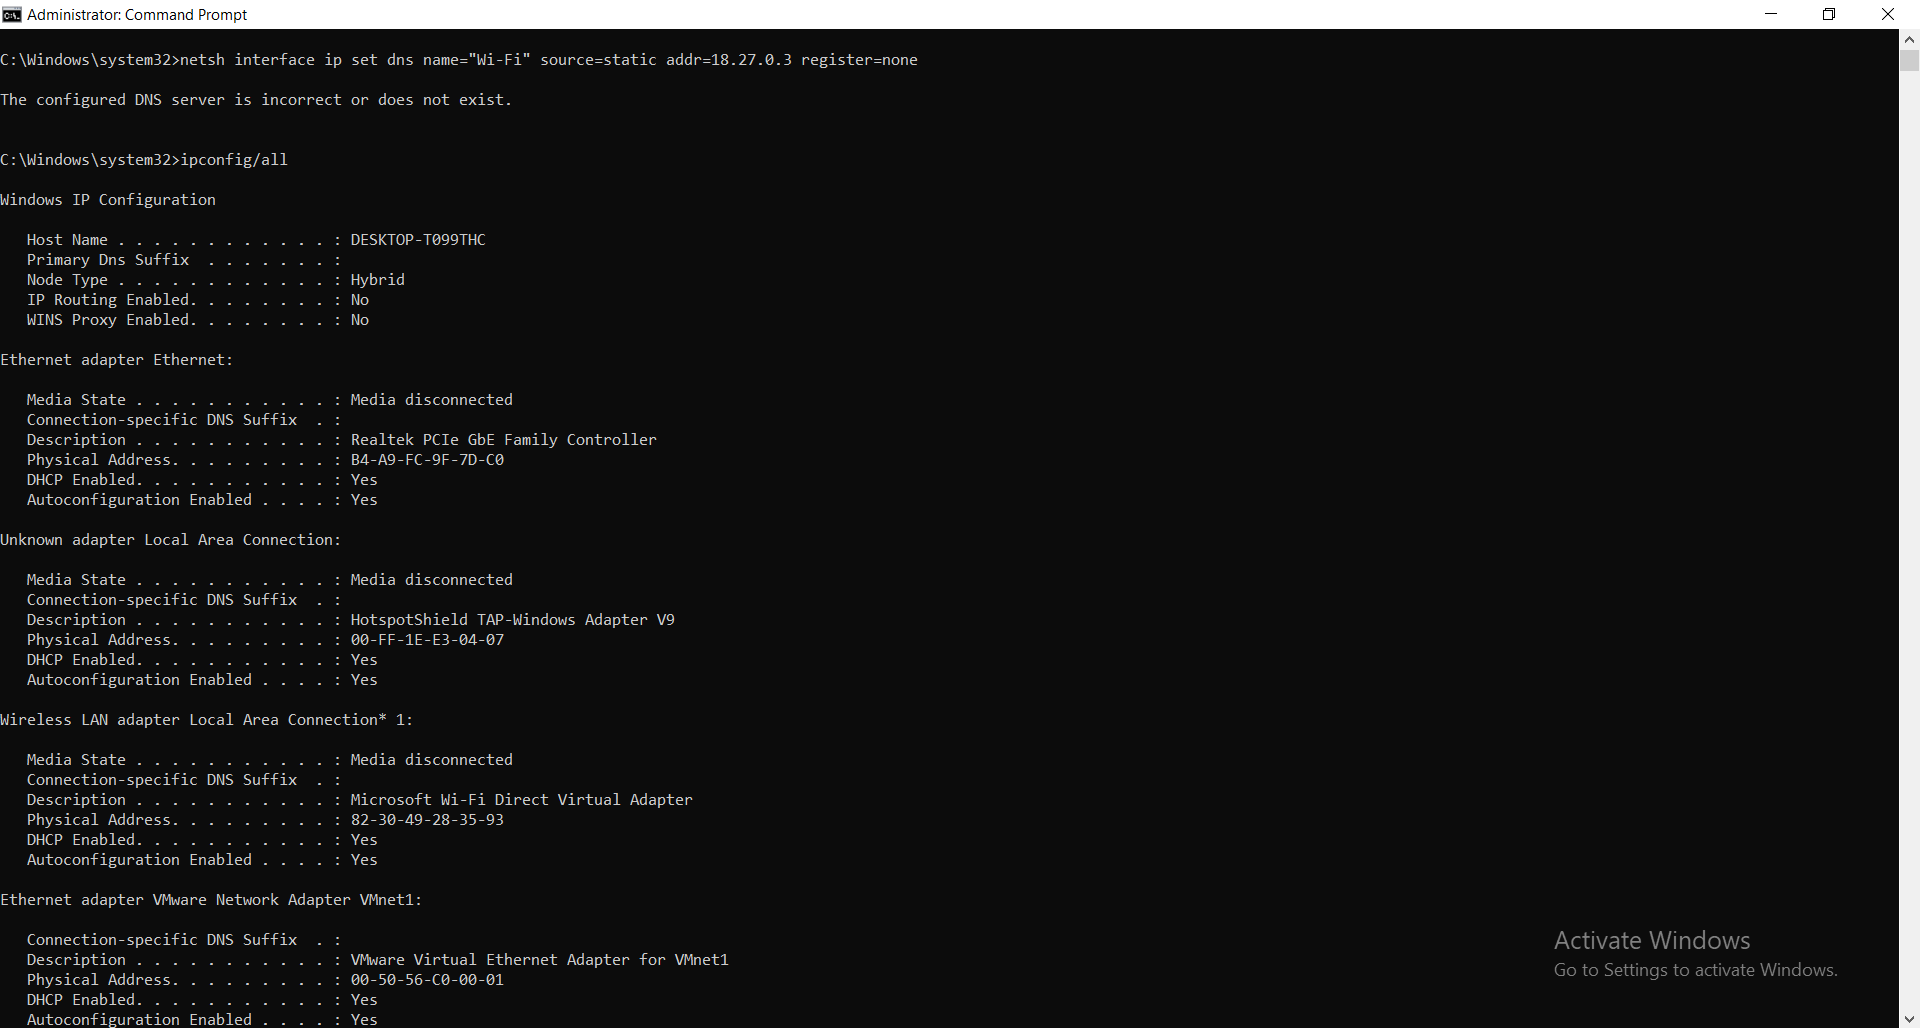 Administrator: Command Prompt
C:\Windows\system32>netsh interface ip set dns name="Wi-Fi" source=static addr=18.27.0.3 register=none
The configured DNS server is incorrect or does not exist.
C:\Windows\system32>ipconfig/all
Windows IP Configuration
Host Name . . . . . . . . . . . . : DESKTOP-T099THC
Primary Dns Suffix  . . . . . . . :
Node Type . . . . . . . . . . . . : Hybrid
IP Routing Enabled. . . . . . . . : No
WINS Proxy Enabled. . . . . . . . : No
Ethernet adapter Ethernet:
Media State . . . . . . . . . . . : Media disconnected
Connection-specific DNS Suffix  . :
Description . . . . . . . . . . . : Realtek PCIe GbE Family Controller
Physical Address. . . . . . . . . : B4-A9-FC-9F-7D-C0
DHCP Enabled. . . . . . . . . . . : Yes
Autoconfiguration Enabled . . . . : Yes
Unknown adapter Local Area Connection:
Media State . . . . . . . . . . . : Media disconnected
Connection-specific DNS Suffix  . :
Description . . . . . . . . . . . : HotspotShield TAP-Windows Adapter V9
Physical Address. . . . . . . . . : 00-FF-1E-E3-04-07
DHCP Enabled. . . . . . . . . . . : Yes
Autoconfiguration Enabled . . . . : Yes
Wireless LAN adapter Local Area Connection* 1:
Media State . . . . . . . . . . . : Media disconnected
Connection-specific DNS Suffix  . :
Description . . . . . . . . . . . : Microsoft Wi-Fi Direct Virtual Adapter
Physical Address. . . . . . . . . : 82-30-49-28-35-93
DHCP Enabled. . . . . . . . . . . : Yes
Autoconfiguration Enabled . . . . : Yes
Ethernet adapter VMware Network Adapter VMnet1:
Connection-specific DNS Suffix  . :
Description . . . . . . . . . . . : VMware Virtual Ethernet Adapter for VMnet1
Physical Address. . . . . . . . . : 00-50-56-C0-00-01
DHCP Enabled. . . . . . . . . . . : Yes
Autoconfiguration Enabled . . . . : Yes
Activate Windows
Go to Settings to activate Windows.